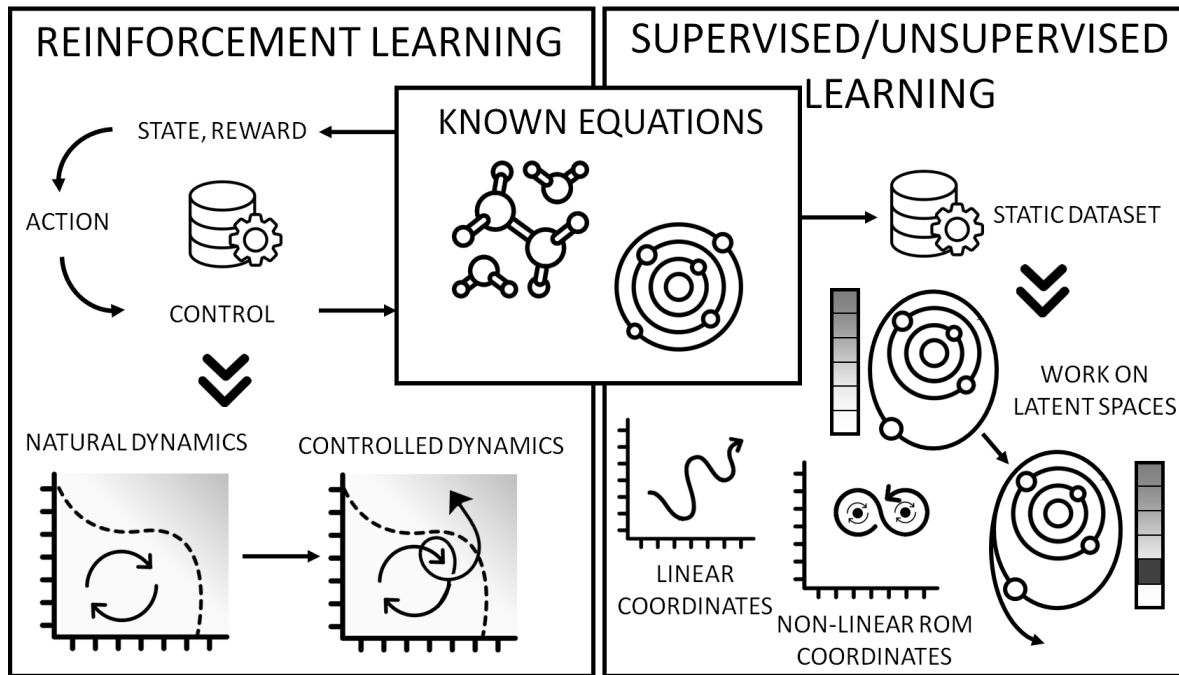 REINFORCEMENT LEARNING
STATE, REWARD
ACTION
CONTROL
NATURAL DYNAMICS
CONTROLLED DYNAMICS
KNOWN EQUATIONS
SUPERVISED/UNSUPERVISED
LEARNING
STATIC DATASET
WORK ON
LATENT SPACES
LINEAR
COORDINATES
NON-LINEAR ROM
COORDINATES